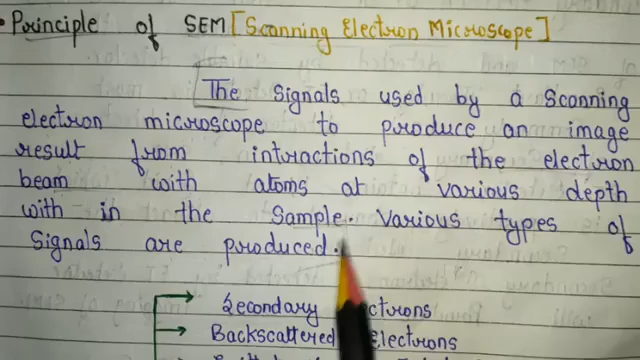 • Principle of SEM [Scanning Electron Microscope]
The Signals used by a Scanning
electron microscope to produce an image
result from intractions of the electron
beam with atoms at various depth
with in the Sample. Various types of
Signals are produced.
Secondary
Backscattered Electrons